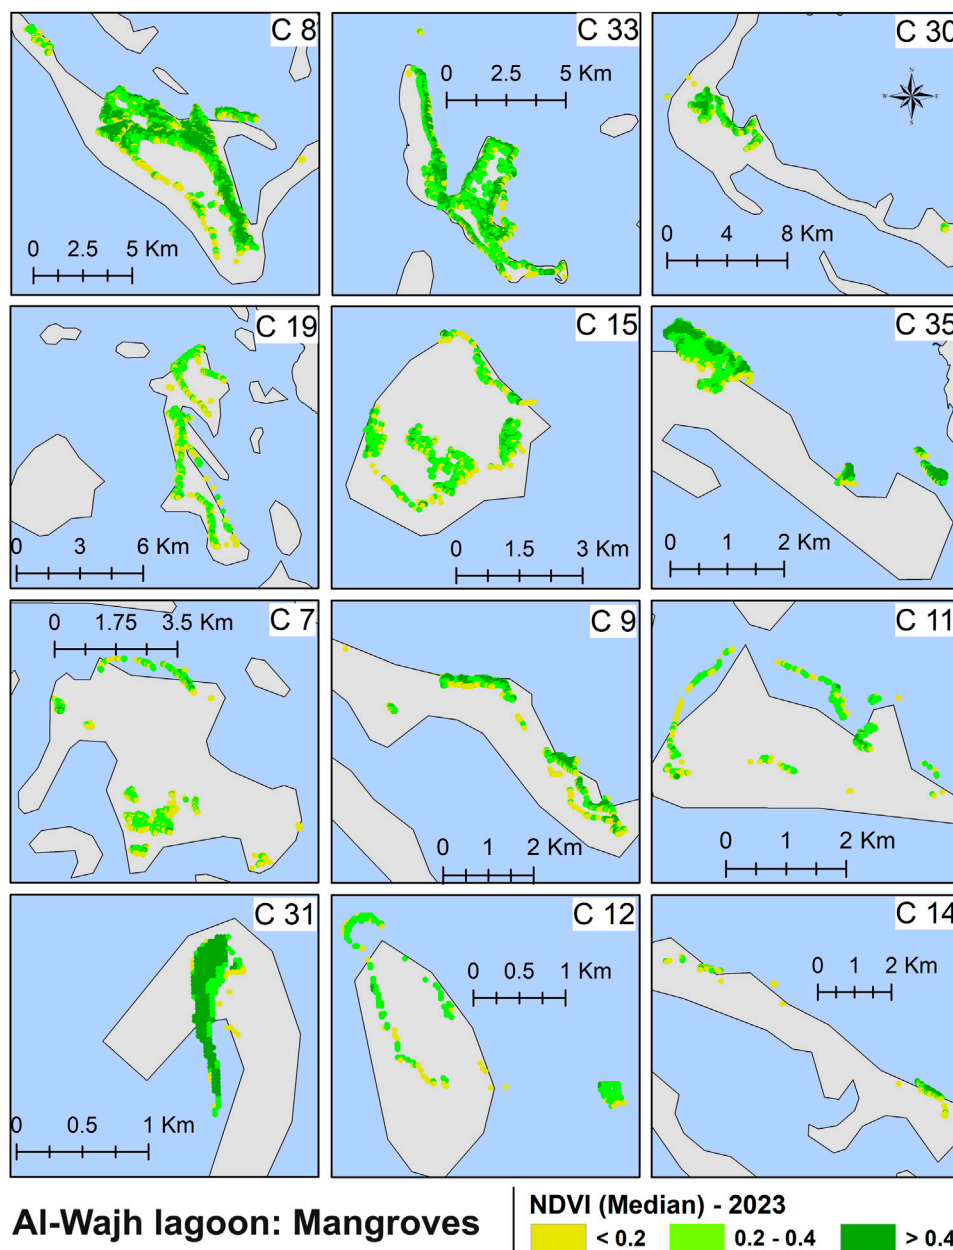 C 8
0 2.5 5 Km
C 33
0 2.5 5 Km
C 30
N
W E
S
0 4 8 Km
C 19
0 3 6 Km
C 15
0 1.5 3 Km
C 35
0 1 2 Km
C 7
0 1.75 3.5 Km
C 9
0 1 2 Km
C 11
0 1 2 Km
C 31
0 0.5 1 Km
C 12
0 0.5 1 Km
C 14
0 1 2 Km
Al-Wajh lagoon: Mangroves
NDVI (Median) - 2023
< 0.2 0.2 - 0.4 > 0.4